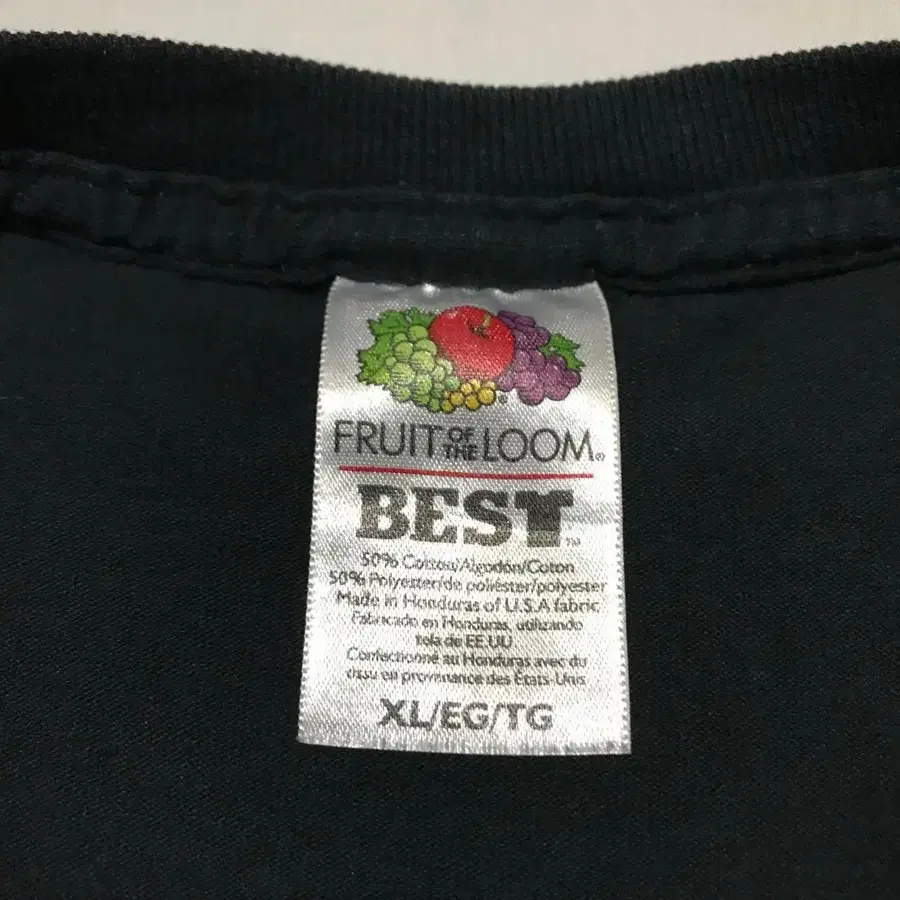 FRUIT OF THE LOOM®
BEST™
50% Cotton/Algodón/Coton
50% Polyester/de poliéster/polyester
Made in Honduras of U.S.A fabric
Fabricado en Honduras, utilizando
tela de EE.UU
Confectionné au Honduras avec du
tissu en provenance des États-Unis
XL/EG/TG